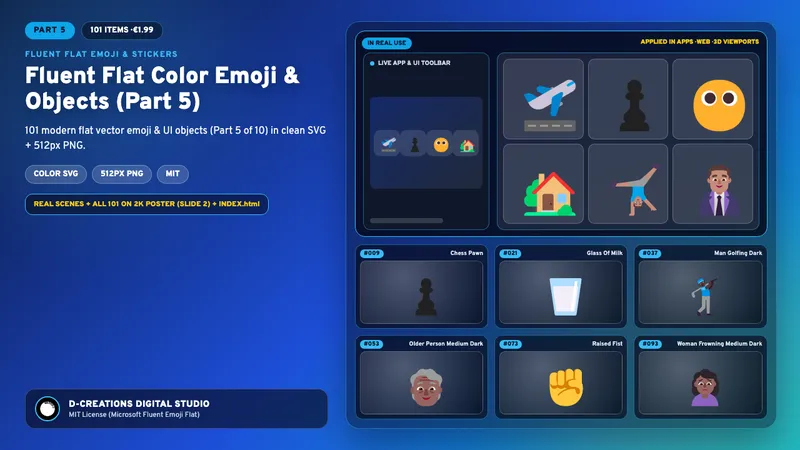 PART 5
101 ITEMS ·€1.99
FLUENT FLAT EMOJI & STICKERS
Fluent Flat Color Emoji &
Objects (Part 5)
101 modern flat vector emoji & UI objects (Part 5 of 10) in clean SVG
+ 512px PNG.
COLOR SVG
512PX PNG
MIT
REAL SCENES + ALL 101 ON 2K POSTER (SLIDE 2) + INDEX.html
D-CREATIONS DIGITAL STUDIO
MIT License (Microsoft Fluent Emoji Flat)
IN REAL USE
APPLIED IN APPS ·WEB ·2D VIEWPORTS
LIVE APP & UI TOOLBAR
#009
Chess Pawn
#021
Glass Of Milk
#037
Man Golfing Dark
#053
Older Person Medium Dark
#073
Raised Fist
#093
Woman Frowning Medium Dark